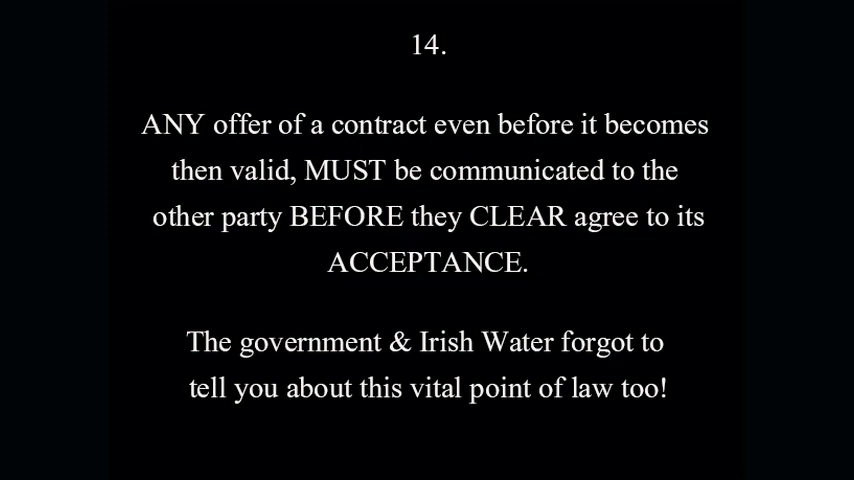 14.
ANY offer of a contract even before it becomes
then valid, MUST be communicated to the
other party BEFORE they CLEAR agree to its
ACCEPTANCE.
The government & Irish Water forgot to
tell you about this vital point of law too!